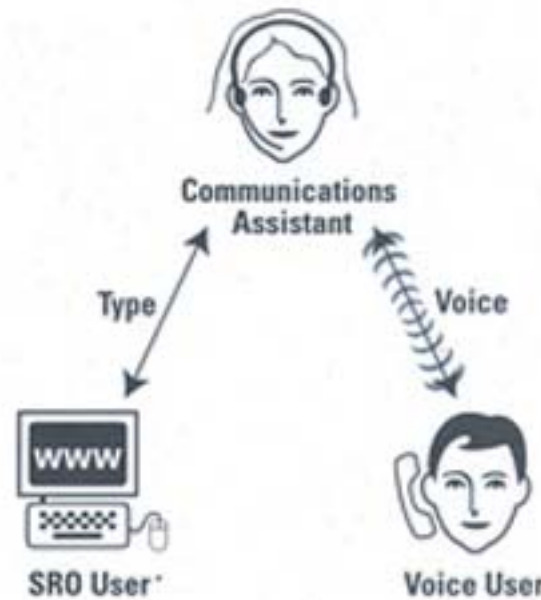 Communications
Assistant
Type
Voice
www
SRO User*
Voice User